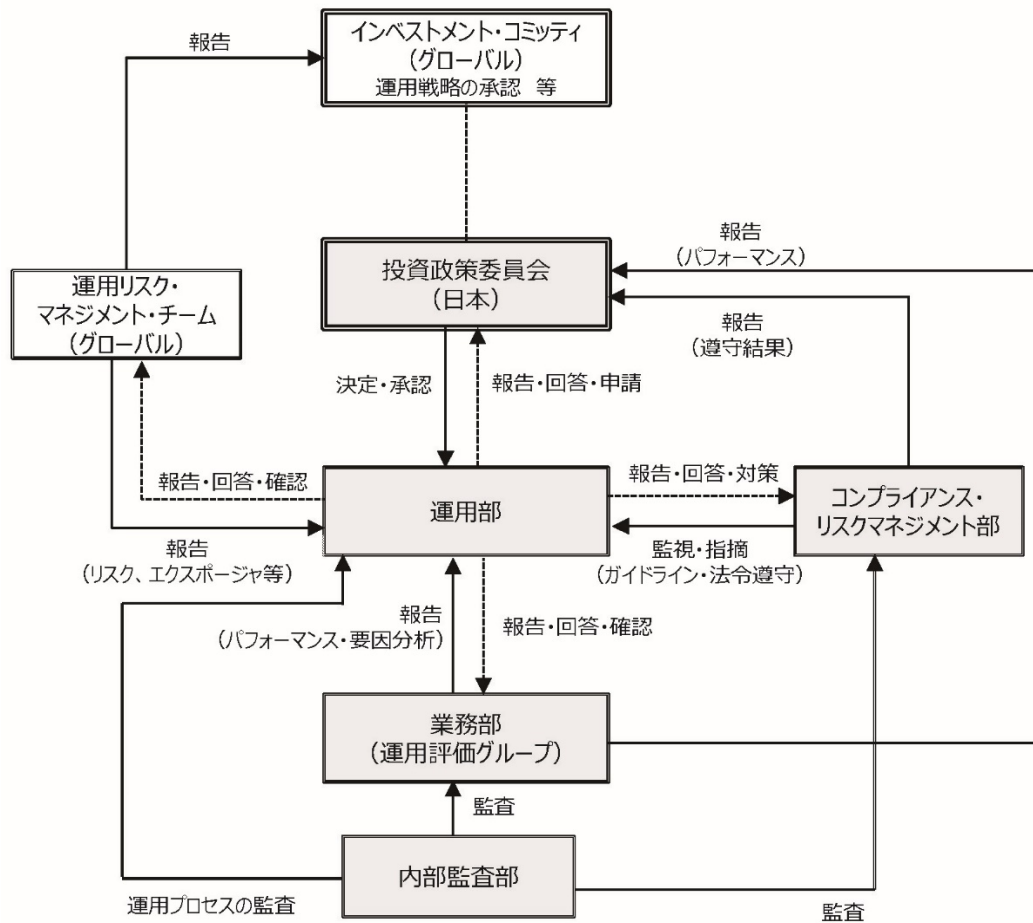 報告
インベストメント・コミッティ
(グローバル)
運用戦略の承認 等
報告
(パフォーマンス)
運用リスク・
マネジメント・チーム
(グローバル)
投資政策委員会
(日本)
報告
(遵守結果)
決定・承認
報告・回答・申請
報告・回答・確認
運用部
報告・回答・対策
コンプライアンス・
リスクマネジメント部
報告
(リスク、エクスポージャ等)
監視・指摘
(ガイドライン・法令遵守)
報告
(パフォーマンス・要因分析)
報告・回答・確認
業務部
(運用評価グループ)
監査
内部監査部
運用プロセスの監査
監査